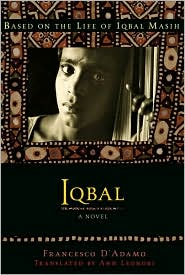 BASED ON THE LIFE OF IQBAL MASIH
IQBAL
A NOVEL
FRANCESCO D'ADAMO
TRANSLATED BY ANN LEONORI